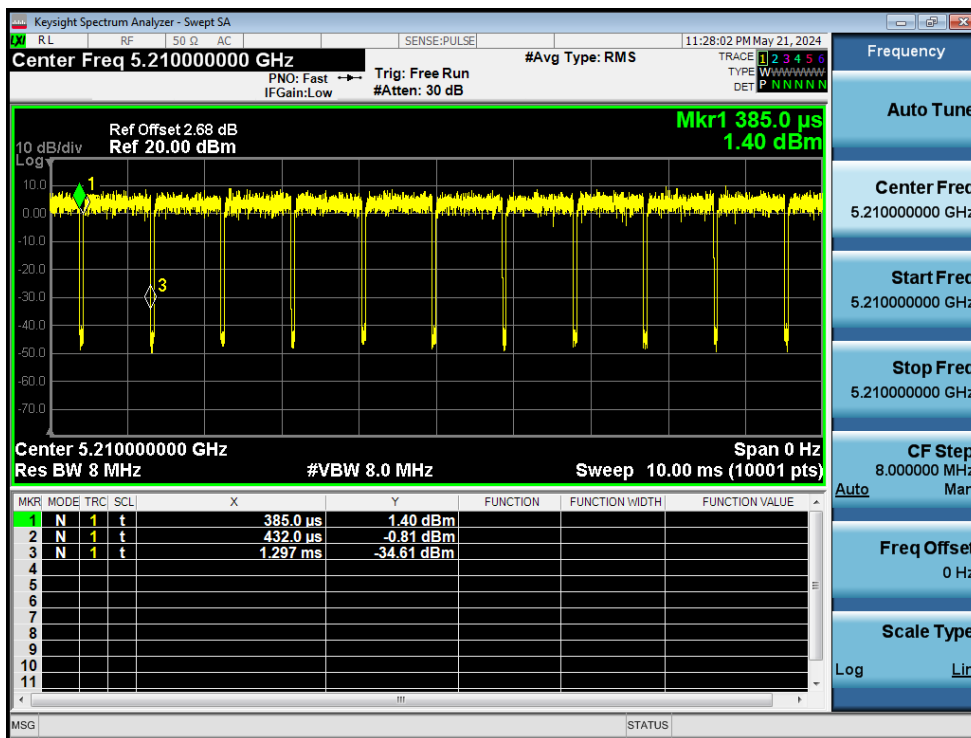 Keysight Spectrum Analyzer - Swept SA
LXI RL RF 50 Ω AC SENSE:PULSE 11:28:02 PM May 21, 2024
Center Freq 5.210000000 GHz #Avg Type: RMS TRACE 1 2 3 4 5 6
PNO: Fast Trig: Free Run TYPE WWWWWW
IFGain:Low #Atten: 30 dB DET P N N N N N
Mkr1 385.0 µs
Ref Offset 2.68 dB
10 dB/div Ref 20.00 dBm 1.40 dBm
Log
1
10.0
0.00
-10.0
-20.0
3
-30.0
-40.0
-50.0
-60.0
-70.0
Center 5.210000000 GHz Span 0 Hz
Res BW 8 MHz #VBW 8.0 MHz Sweep 10.00 ms (10001 pts)
MKR MODE TRC SCL X Y FUNCTION FUNCTION WIDTH FUNCTION VALUE
1 N 1 t 385.0 µs 1.40 dBm
2 N 1 t 432.0 µs -0.81 dBm
3 N 1 t 1.297 ms -34.61 dBm
4
5
6
7
8
9
10
11
MSG STATUS
Frequency
Auto Tune
Center Freq
5.210000000 GHz
Start Freq
5.210000000 GHz
Stop Freq
5.210000000 GHz
CF Step
8.000000 MHz
Auto Man
Freq Offset
0 Hz
Scale Type
Log Lin